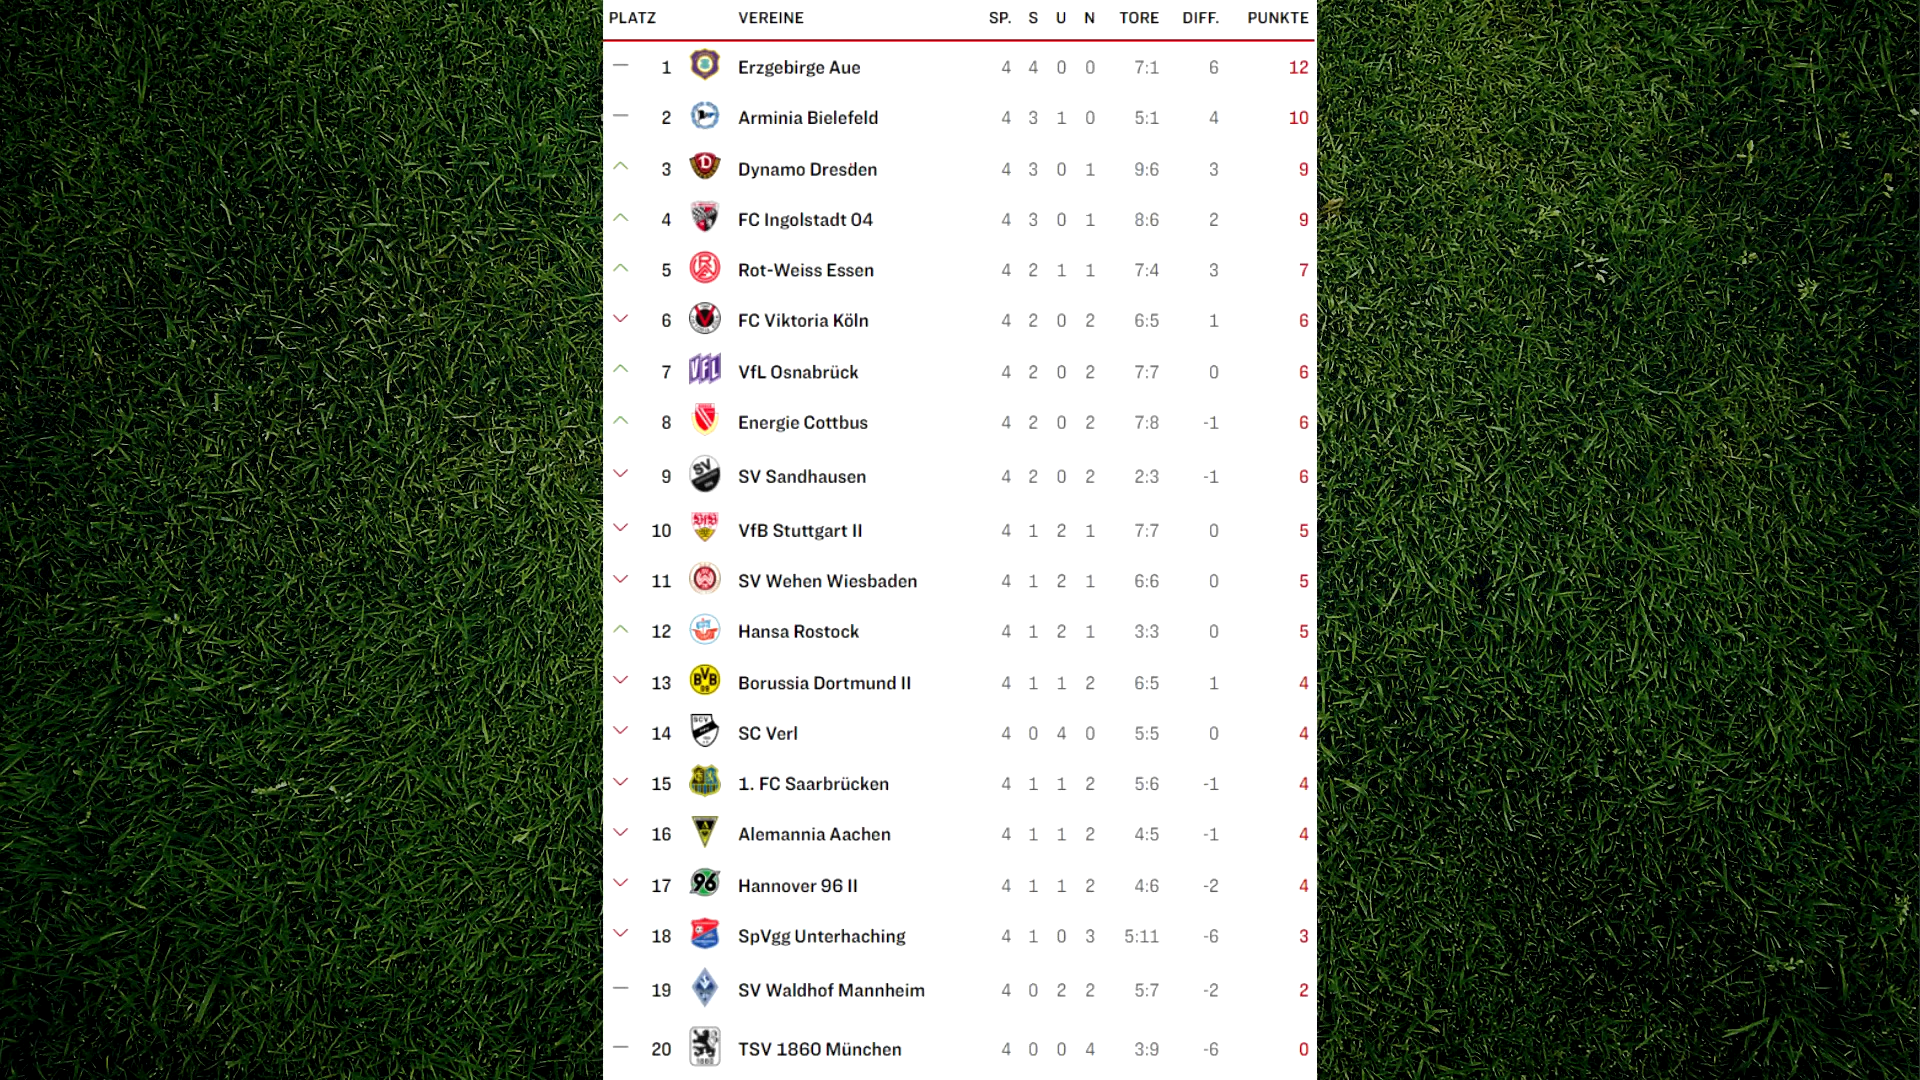 PLATZ VEREINE SP. S U N TORE DIFF. PUNKTE
1 Erzgebirge Aue 4 4 0 0 7:1 6 12
2 Arminia Bielefeld 4 3 1 0 5:1 4 10
3 Dynamo Dresden 4 3 0 1 9:6 3 9
4 FC Ingolstadt 04 4 3 0 1 8:6 2 9
5 Rot-Weiss Essen 4 2 1 1 7:4 3 7
6 FC Viktoria Köln 4 2 0 2 6:5 1 6
7 VfL VfL Osnabrück 4 2 0 2 7:7 0 6
8 Energie Cottbus 4 2 0 2 7:8 -1 6
9 SV SV Sandhausen 4 2 0 2 2:3 -1 6
10 VfB Stuttgart II 4 1 2 1 7:7 0 5
11 SV Wehen Wiesbaden 4 1 2 1 6:6 0 5
12 Hansa Rostock 4 1 2 1 3:3 0 5
13 BVB 09 Borussia Dortmund II 4 1 1 2 6:5 1 4
14 SCV SC Verl 4 0 4 0 5:5 0 4
15 1. FC Saarbrücken 4 1 1 2 5:6 -1 4
16 Alemannia Aachen 4 1 1 2 4:5 -1 4
17 96 Hannover 96 II 4 1 1 2 4:6 -2 4
18 SpVgg Unterhaching 4 1 0 3 5:11 -6 3
19 SV Waldhof Mannheim 4 0 2 2 5:7 -2 2
20 1860 TSV 1860 München 4 0 0 4 3:9 -6 0